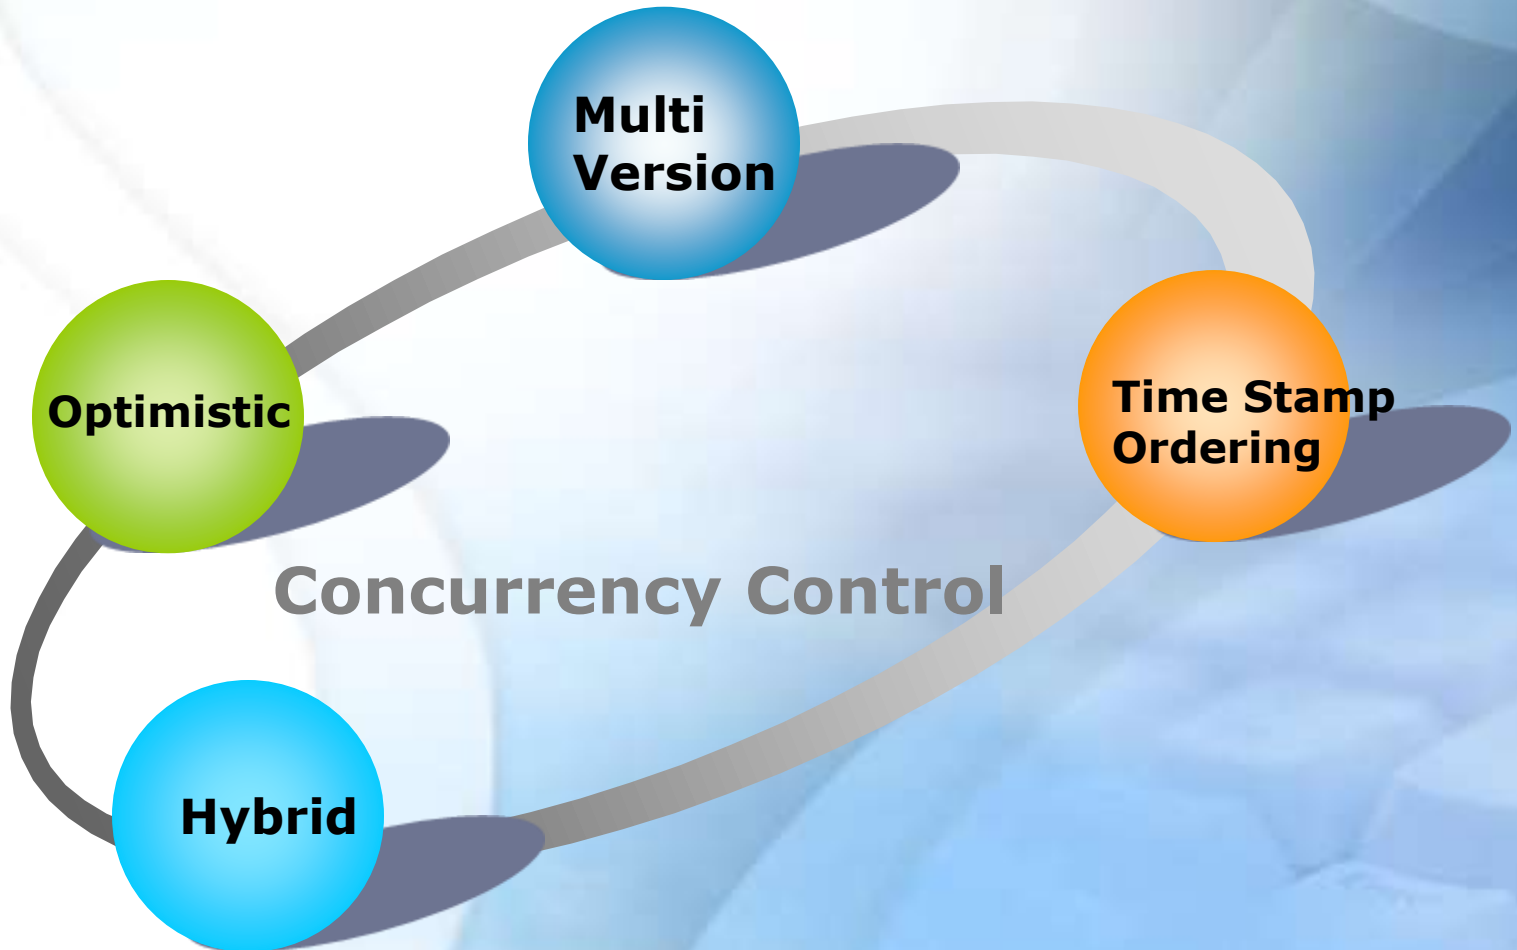 Multi
Version
Optimistic
Time Stamp
Ordering
Concurrency Control
Hybrid